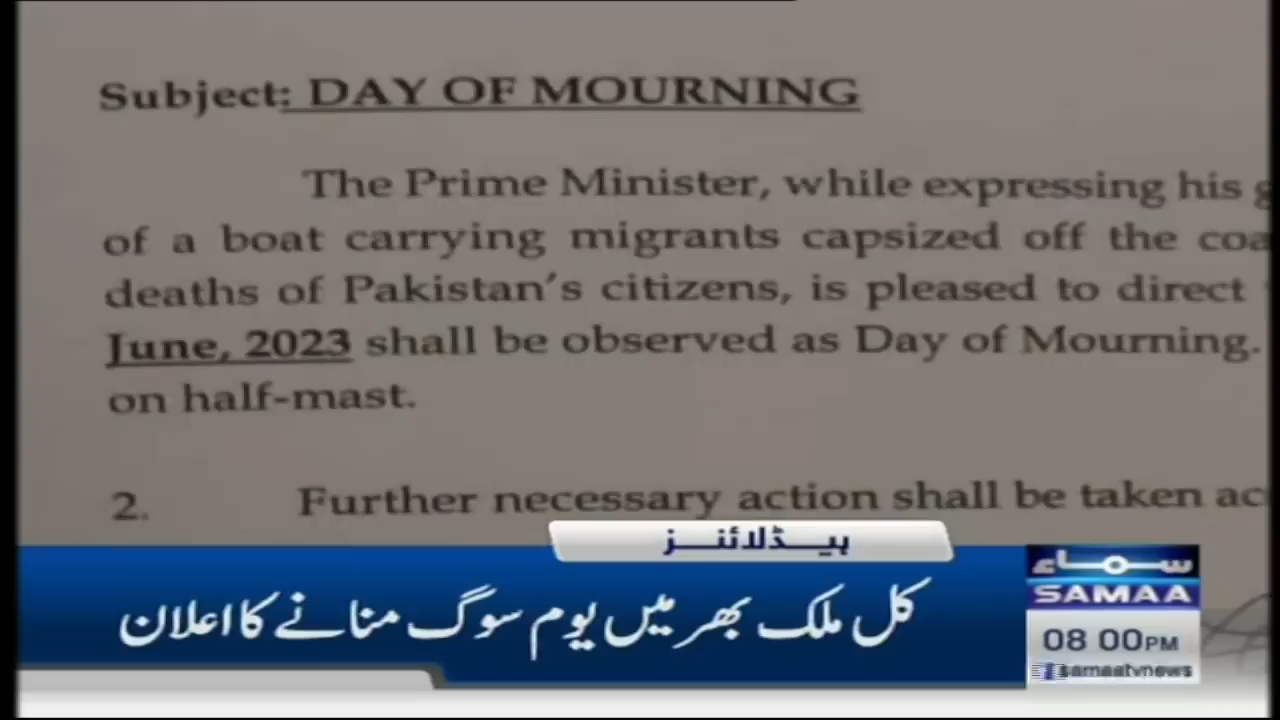 Subject: DAY OF MOURNING
The Prime Minister, while expressing his
of a boat carrying migrants capsized off the
deaths of Pakistan's citizens, is pleased to direct
June, 2023 shall be observed as Day of Mourning.
on half-mast.
2. Further necessary action shall be taken
ہیڈلائنز
کل ملک بھر میں یوم سوگ منانے کا اعلان
سماء
SAMAA
08 00PM
samaatvnews